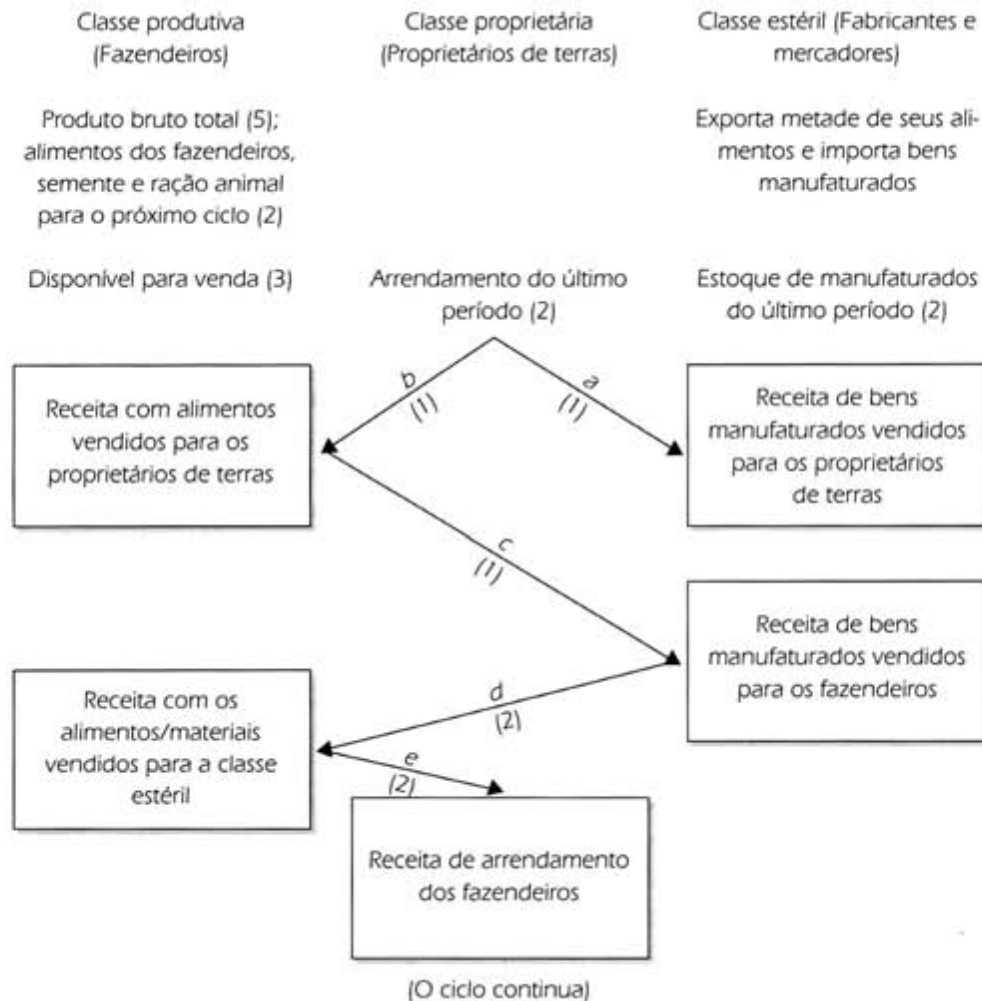 Classe produtiva
(Fazendeiros)
Classe proprietária
(Proprietários de terras)
Classe estéril (Fabricantes e
mercadores)
Produto bruto total (5);
alimentos dos fazendeiros,
semente e ração animal
para o próximo ciclo (2)
Exporta metade de seus ali-
mentos e importa bens
manufaturados
Disponível para venda (3)
Arrendamento do último
período (2)
Estoque de manufaturados
do último período (2)
b
(1)
a
(1)
Receita com alimentos
vendidos para os
proprietários de terras
Receita de bens
manufaturados vendidos
para os proprietários
de terras
c
(1)
Receita de bens
manufaturados vendidos
para os fazendeiros
d
(2)
Receita com os
alimentos/materiais
vendidos para a classe
estéril
e
(2)
Receita de arrendamento
dos fazendeiros
(O ciclo continua)